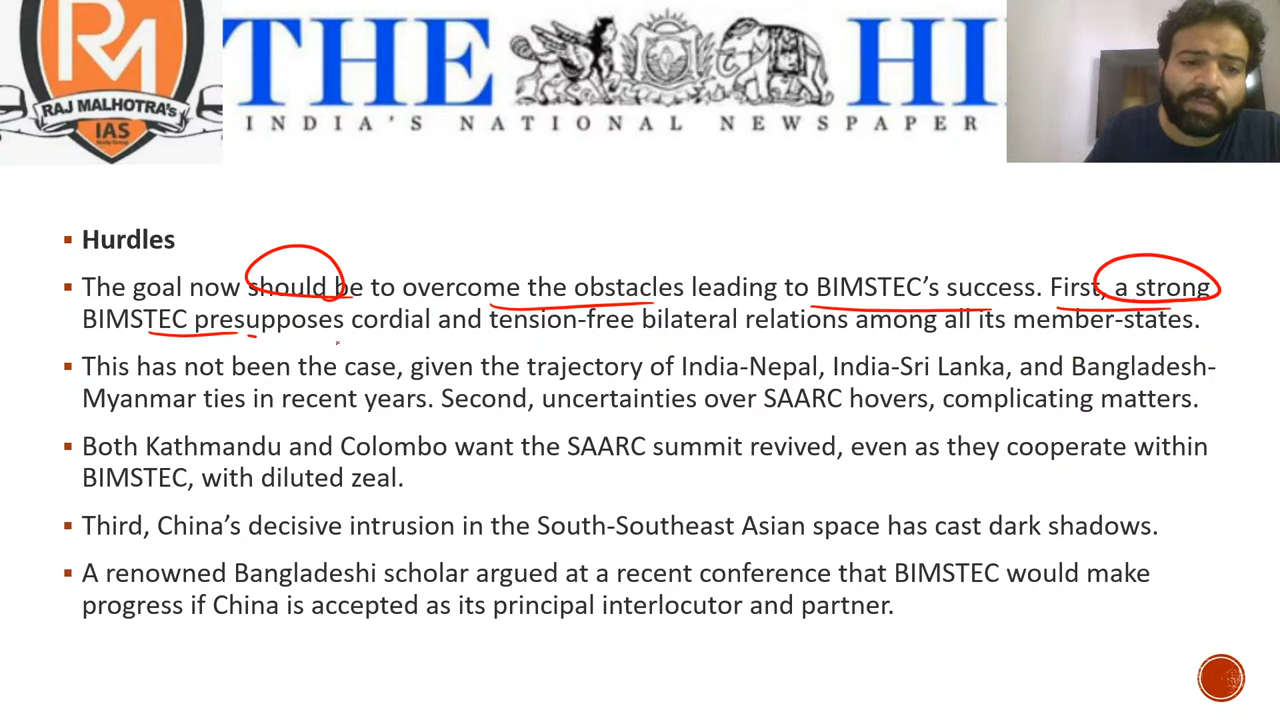 RM
RAJ MALHOTRA's
IAS
THE HI
INDIA'S NATIONAL NEWSPAPER
▪ Hurdles
▪ The goal now should be to overcome the obstacles leading to BIMSTEC’s success. First, a strong
BIMSTEC presupposes cordial and tension-free bilateral relations among all its member-states.
▪ This has not been the case, given the trajectory of India-Nepal, India-Sri Lanka, and Bangladesh-
Myanmar ties in recent years. Second, uncertainties over SAARC hovers, complicating matters.
▪ Both Kathmandu and Colombo want the SAARC summit revived, even as they cooperate within
BIMSTEC, with diluted zeal.
▪ Third, China’s decisive intrusion in the South-Southeast Asian space has cast dark shadows.
▪ A renowned Bangladeshi scholar argued at a recent conference that BIMSTEC would make
progress if China is accepted as its principal interlocutor and partner.